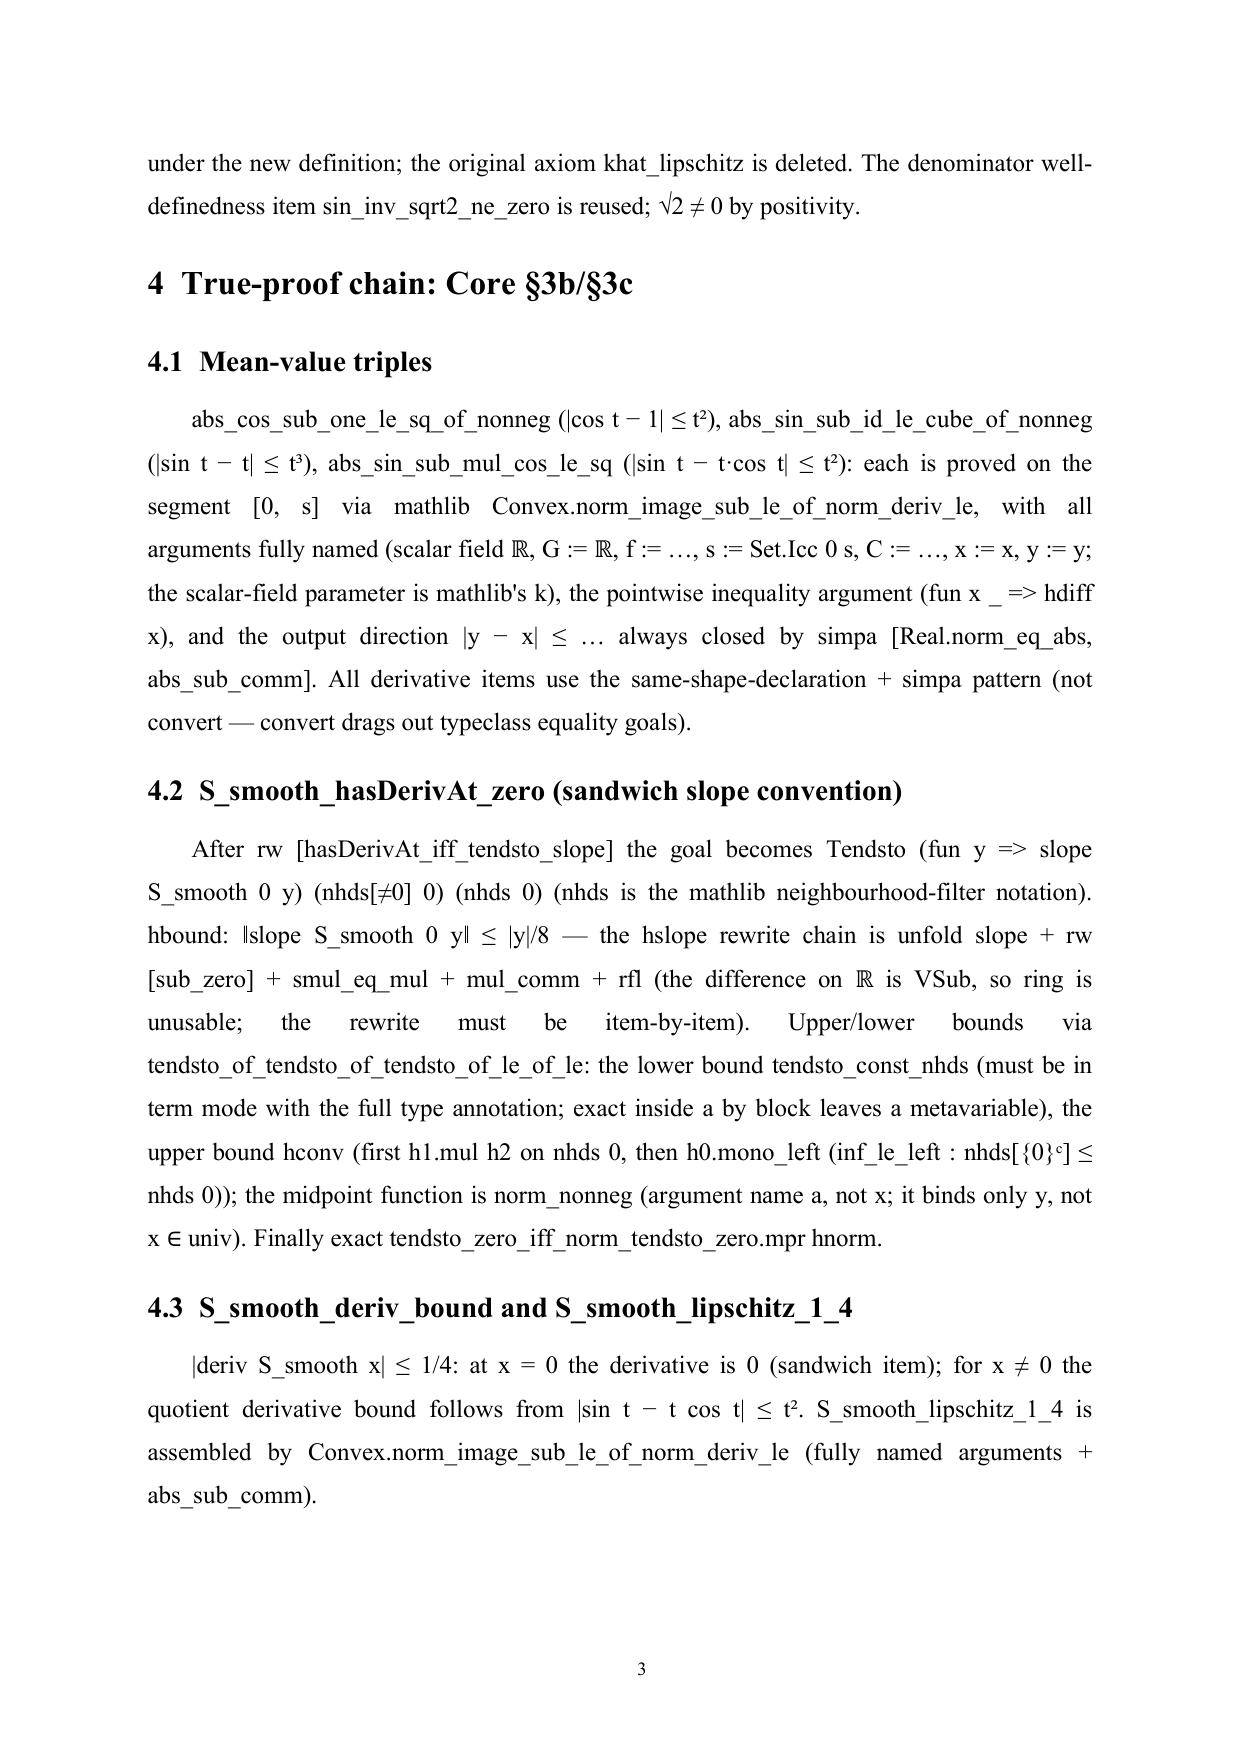 under the new definition; the original axiom khat_lipschitz is deleted. The denominator well-
definedness item sin_inv_sqrt2_ne_zero is reused; √2 ≠ 0 by positivity.
4 True-proof chain: Core §3b/§3c
4.1 Mean-value triples
abs_cos_sub_one_le_sq_of_nonneg (|cos t − 1| ≤ t²), abs_sin_sub_id_le_cube_of_nonneg
(|sin t − t| ≤ t³), abs_sin_sub_mul_cos_le_sq (|sin t − t·cos t| ≤ t²): each is proved on the
segment [0, s] via mathlib Convex.norm_image_sub_le_of_norm_deriv_le, with all
arguments fully named (scalar field ℝ, G := ℝ, f := …, s := Set.Icc 0 s, C := …, x := x, y := y;
the scalar-field parameter is mathlib's k), the pointwise inequality argument (fun x _ => hdiff
x), and the output direction |y − x| ≤ … always closed by simpa [Real.norm_eq_abs,
abs_sub_comm]. All derivative items use the same-shape-declaration + simpa pattern (not
convert — convert drags out typeclass equality goals).
4.2 S_smooth_hasDerivAt_zero (sandwich slope convention)
After rw [hasDerivAt_iff_tendsto_slope] the goal becomes Tendsto (fun y => slope
S_smooth 0 y) (nhds[≠0] 0) (nhds 0) (nhds is the mathlib neighbourhood-filter notation).
hbound: ‖slope S_smooth 0 y‖ ≤ |y|/8 — the hslope rewrite chain is unfold slope + rw
[sub_zero] + smul_eq_mul + mul_comm + rfl (the difference on ℝ is VSub, so ring is
unusable; the rewrite must be item-by-item). Upper/lower bounds via
tendsto_of_tendsto_of_tendsto_of_le_of_le: the lower bound tendsto_const_nhds (must be in
term mode with the full type annotation; exact inside a by block leaves a metavariable), the
upper bound hconv (first h1.mul h2 on nhds 0, then h0.mono_left (inf_le_left : nhds[{0}ᶜ] ≤
nhds 0)); the midpoint function is norm_nonneg (argument name a, not x; it binds only y, not
x ∈ univ). Finally exact tendsto_zero_iff_norm_tendsto_zero.mpr hnorm.
4.3 S_smooth_deriv_bound and S_smooth_lipschitz_1_4
|deriv S_smooth x| ≤ 1/4: at x = 0 the derivative is 0 (sandwich item); for x ≠ 0 the
quotient derivative bound follows from |sin t − t cos t| ≤ t². S_smooth_lipschitz_1_4 is
assembled by Convex.norm_image_sub_le_of_norm_deriv_le (fully named arguments +
abs_sub_comm).
3